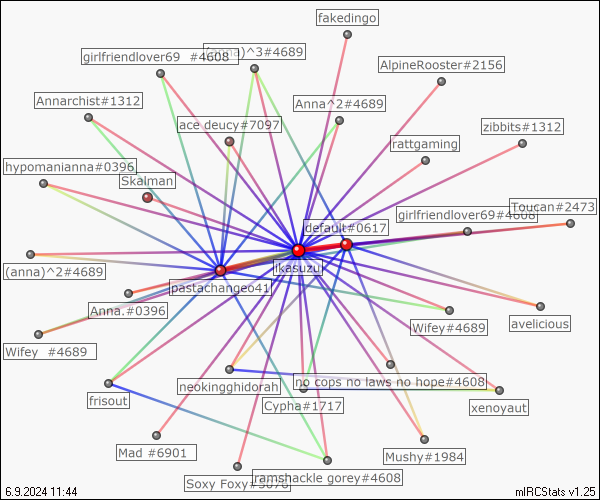 fakedingo
girlfriendlover69 #4608
(anna)^3#4689
AlpineRooster#2156
Annarchist#1312
Anna^2#4689
ace deucy#7097
zibbits#1312
rattgaming
hypomanianna#0396
Skalman
Toucan#2473
girlfriendlover69#4608
default#0617
(anna)^2#4689
ikasuzu
pastachangeo41
Anna.#0396
avelicious
Wifey#4689
Wifey #4689
neokingghidorah
no cops no laws no hope#4608
frisout
Cypha#1717
xenoyaut
Mad #6901
Mushy#1984
ramshackle gorey#4608
Soxy Foxy
6.9.2024 11:44
mIRCStats v1.25